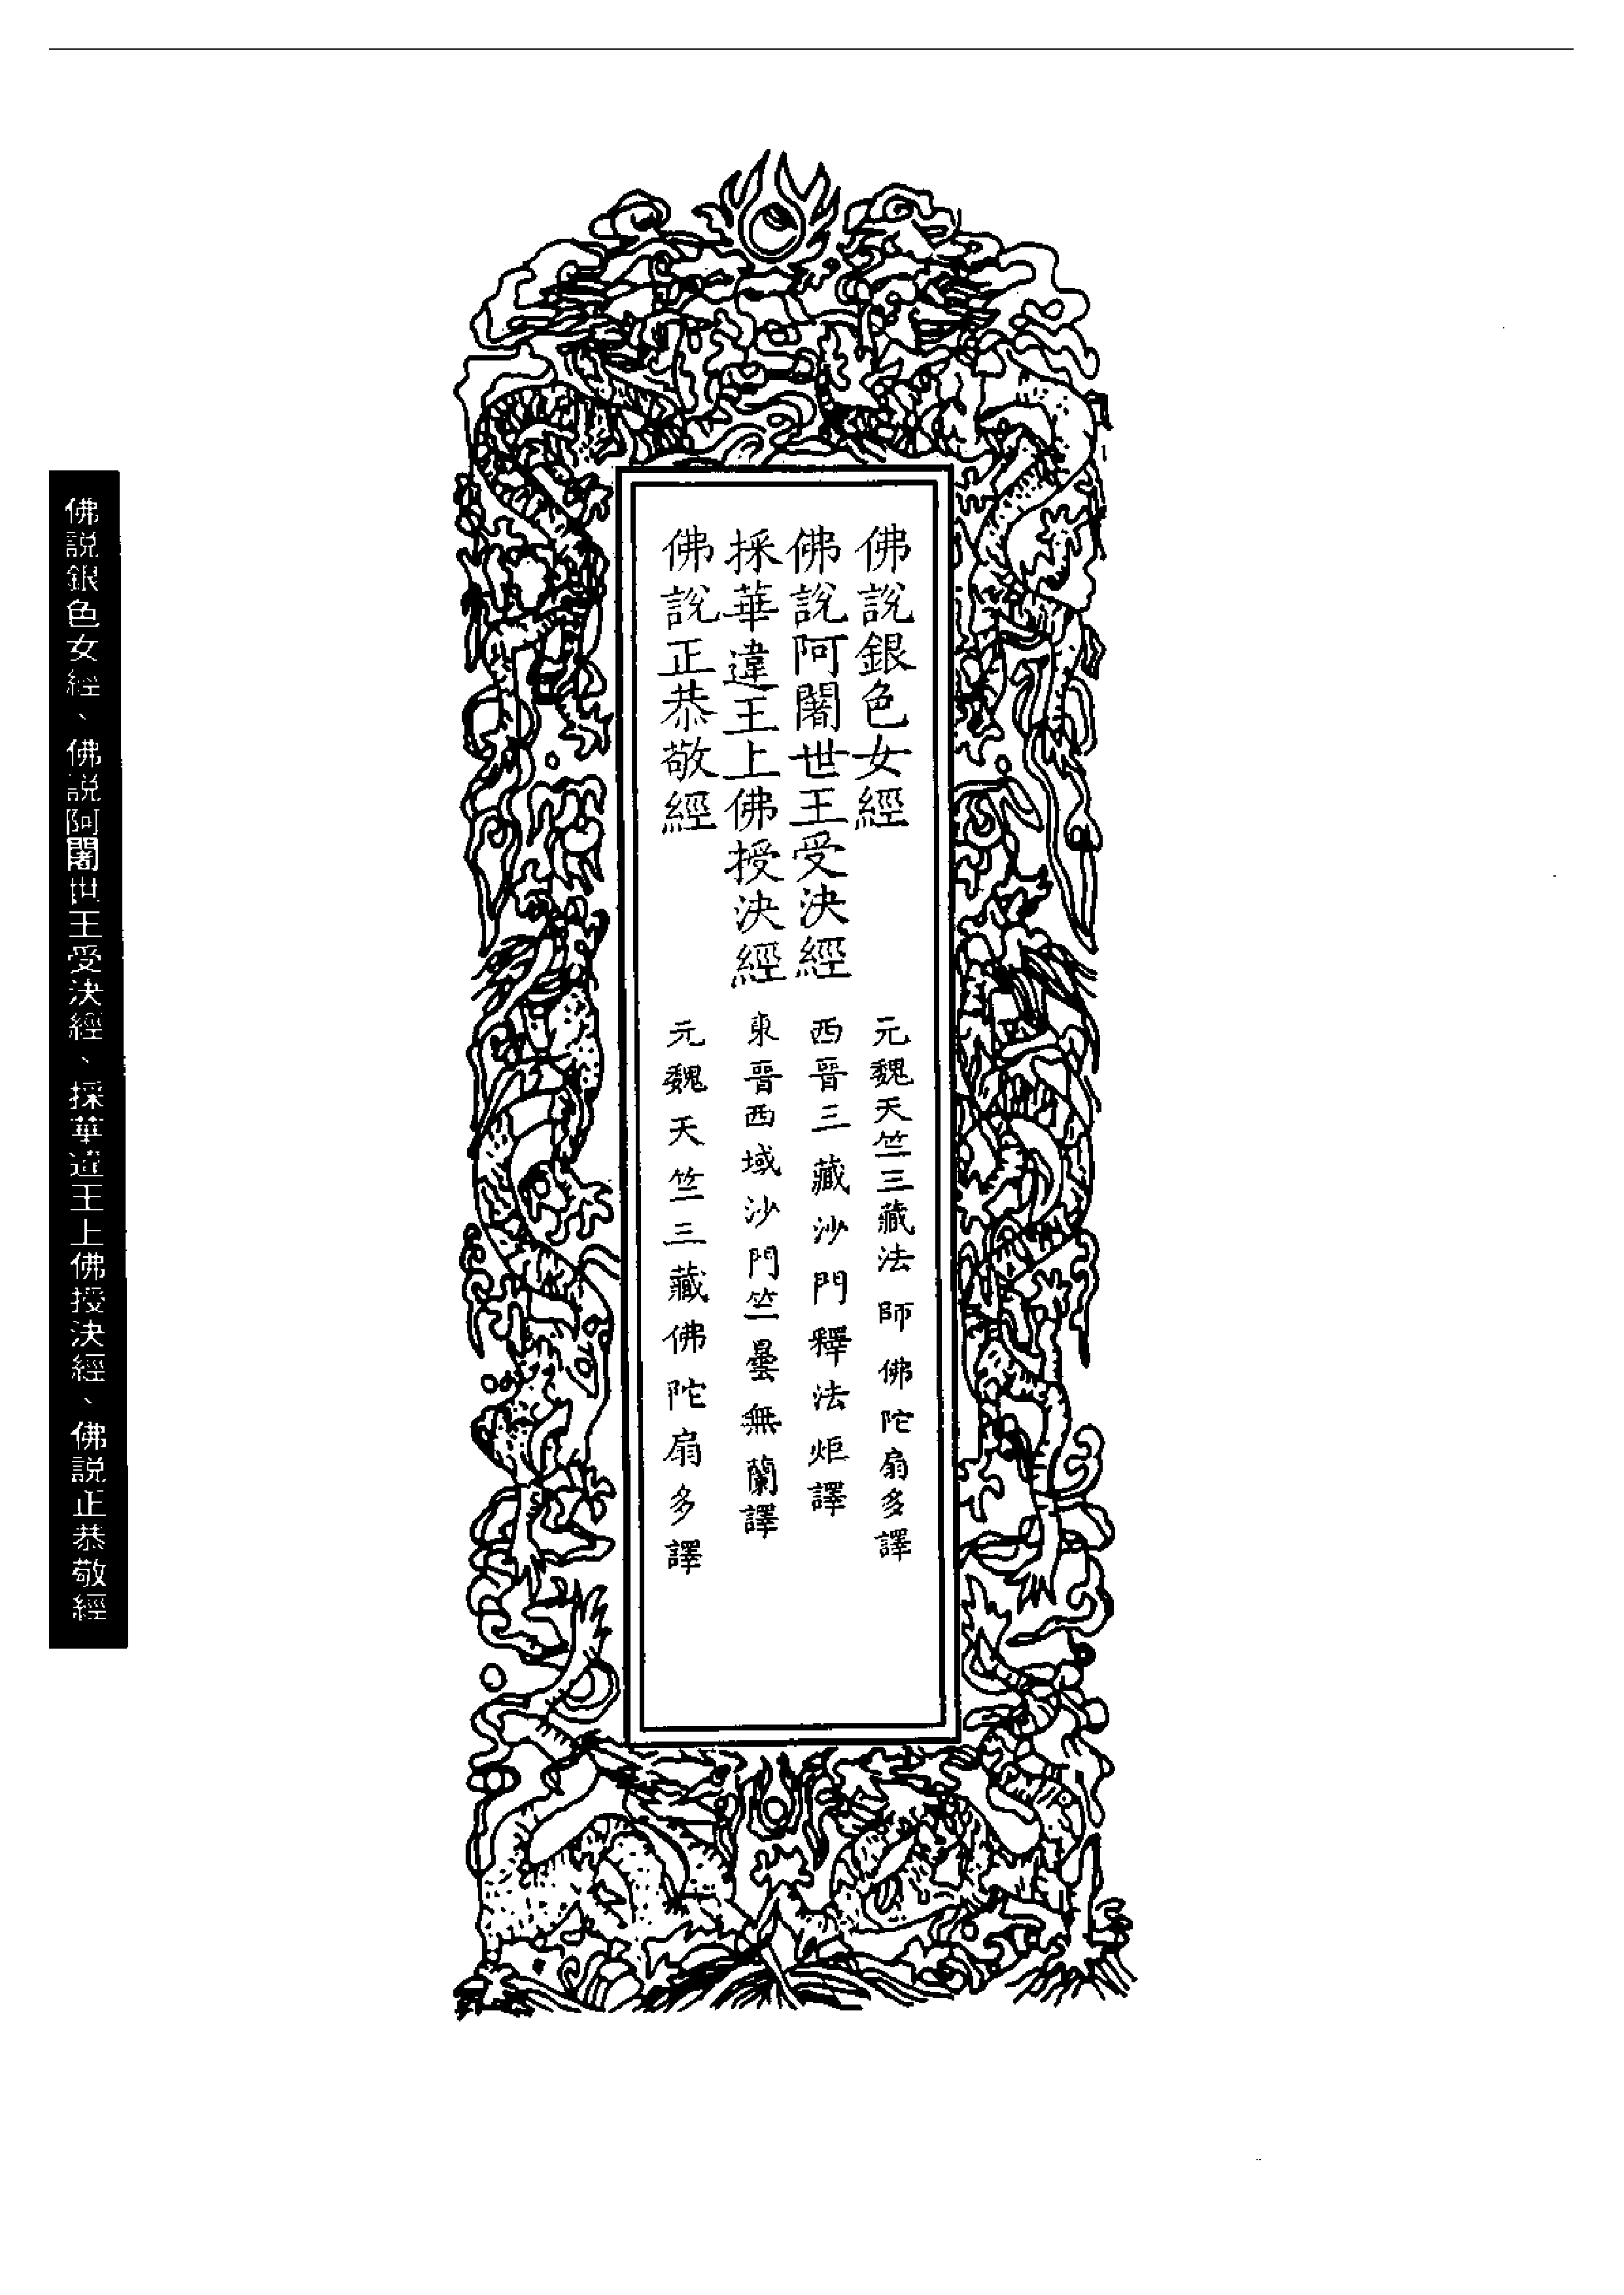 佛說銀色女經 元魏天竺三藏法師佛陀扇多譯
佛說阿闍世王受決經 西晉三藏沙門釋法炬譯
採華違王上佛授決經 東晉西域沙門竺曇無蘭譯
佛說正恭敬經 元魏天竺三藏佛陀扇多譯
佛説銀色女經、佛説阿闍世王受決經、採華違王上佛授決經、佛説正恭敬經